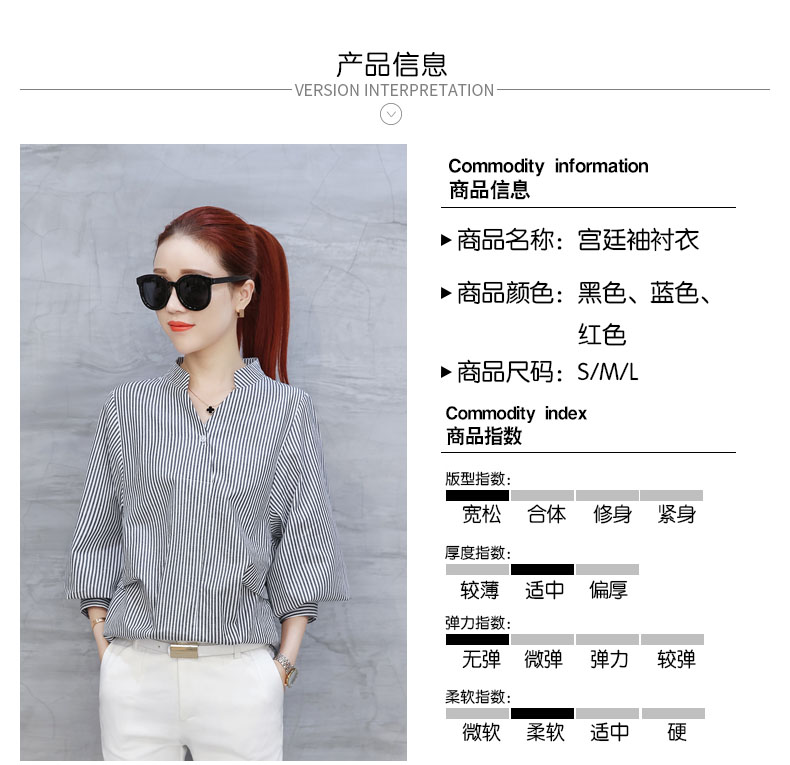 产品信息
VERSION INTERPRETATION
Commodity information
商品信息
商品名称：宫廷袖衬衣
商品颜色：黑色、蓝色、
红色
商品尺码：S/M/L
Commodity index
商品指数
版型指数：
宽松 合体 修身 紧身
厚度指数：
较薄 适中 偏厚
弹力指数：
无弹 微弹 弹力 较弹
柔软指数：
微软 柔软 适中 硬